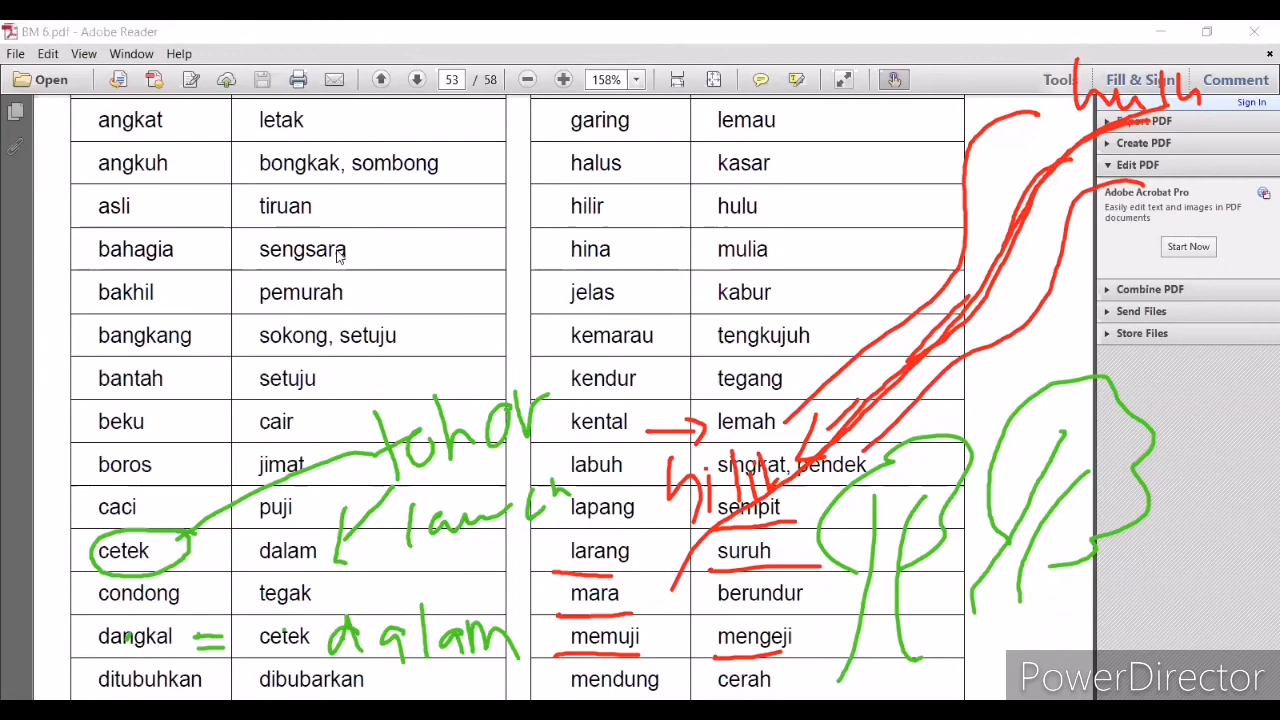 BM 6.pdf - Adobe Reader
File Edit View Window Help
Open 53 / 58 158% Tools Fill & Sign Comment
Sign In
Export PDF
Create PDF
Edit PDF
Adobe Acrobat Pro
Easily edit text and images in PDF
documents
Start Now
Combine PDF
Send Files
Store Files
angkat letak garing lemau
angkuh bongkak, sombong halus kasar
asli tiruan hilir hulu
bahagia sengsara hina mulia
bakhil pemurah jelas kabur
bangkang sokong, setuju kemarau tengkujuh
bantah setuju kendur tegang
beku cair kental lemah
boros jimat labuh singkat, pendek
caci puji lapang sempit
cetek dalam larang suruh
condong tegak mara berundur
dangkal = cetek dalam memuji mengeji
ditubuhkan dibubarkan mendung cerah
tohor
PowerDirector